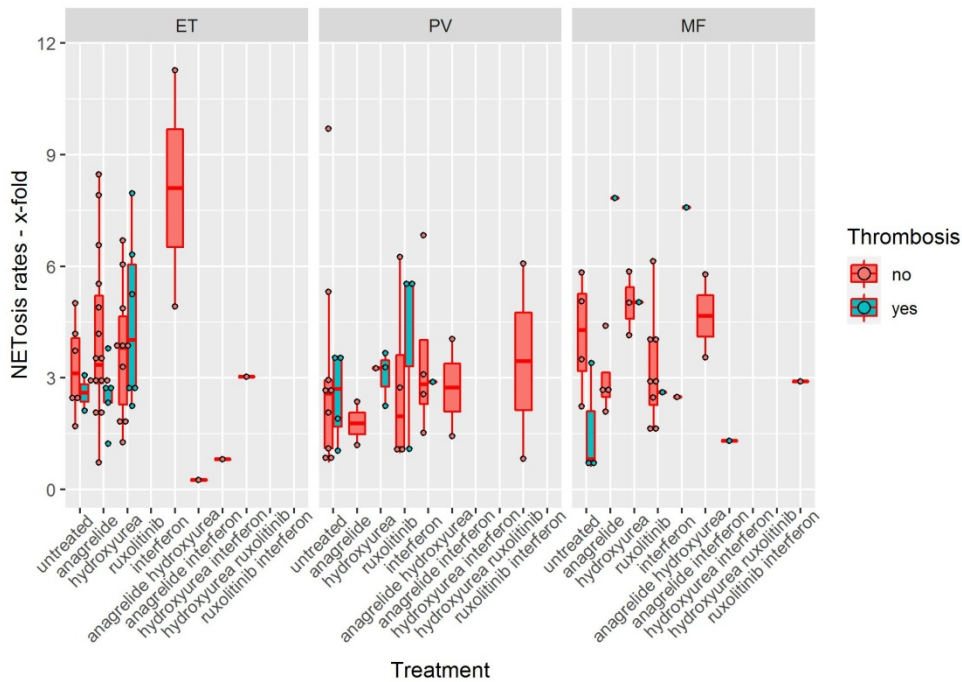 ET PV MF
12
9
6
3
0
NETosis rates - x-fold
untreated
anagrelide
hydroxyurea
ruxolitinib
interferon
anagrelide hydroxyurea
anagrelide interferon
hydroxyurea interferon
hydroxyurea ruxolitinib
ruxolitinib interferon
untreated
anagrelide
hydroxyurea
ruxolitinib
interferon
anagrelide hydroxyurea
anagrelide interferon
hydroxyurea interferon
hydroxyurea ruxolitinib
ruxolitinib interferon
untreated
anagrelide
hydroxyurea
ruxolitinib
interferon
anagrelide hydroxyurea
anagrelide interferon
hydroxyurea interferon
hydroxyurea ruxolitinib
ruxolitinib interferon
Treatment
Thrombosis
no
yes